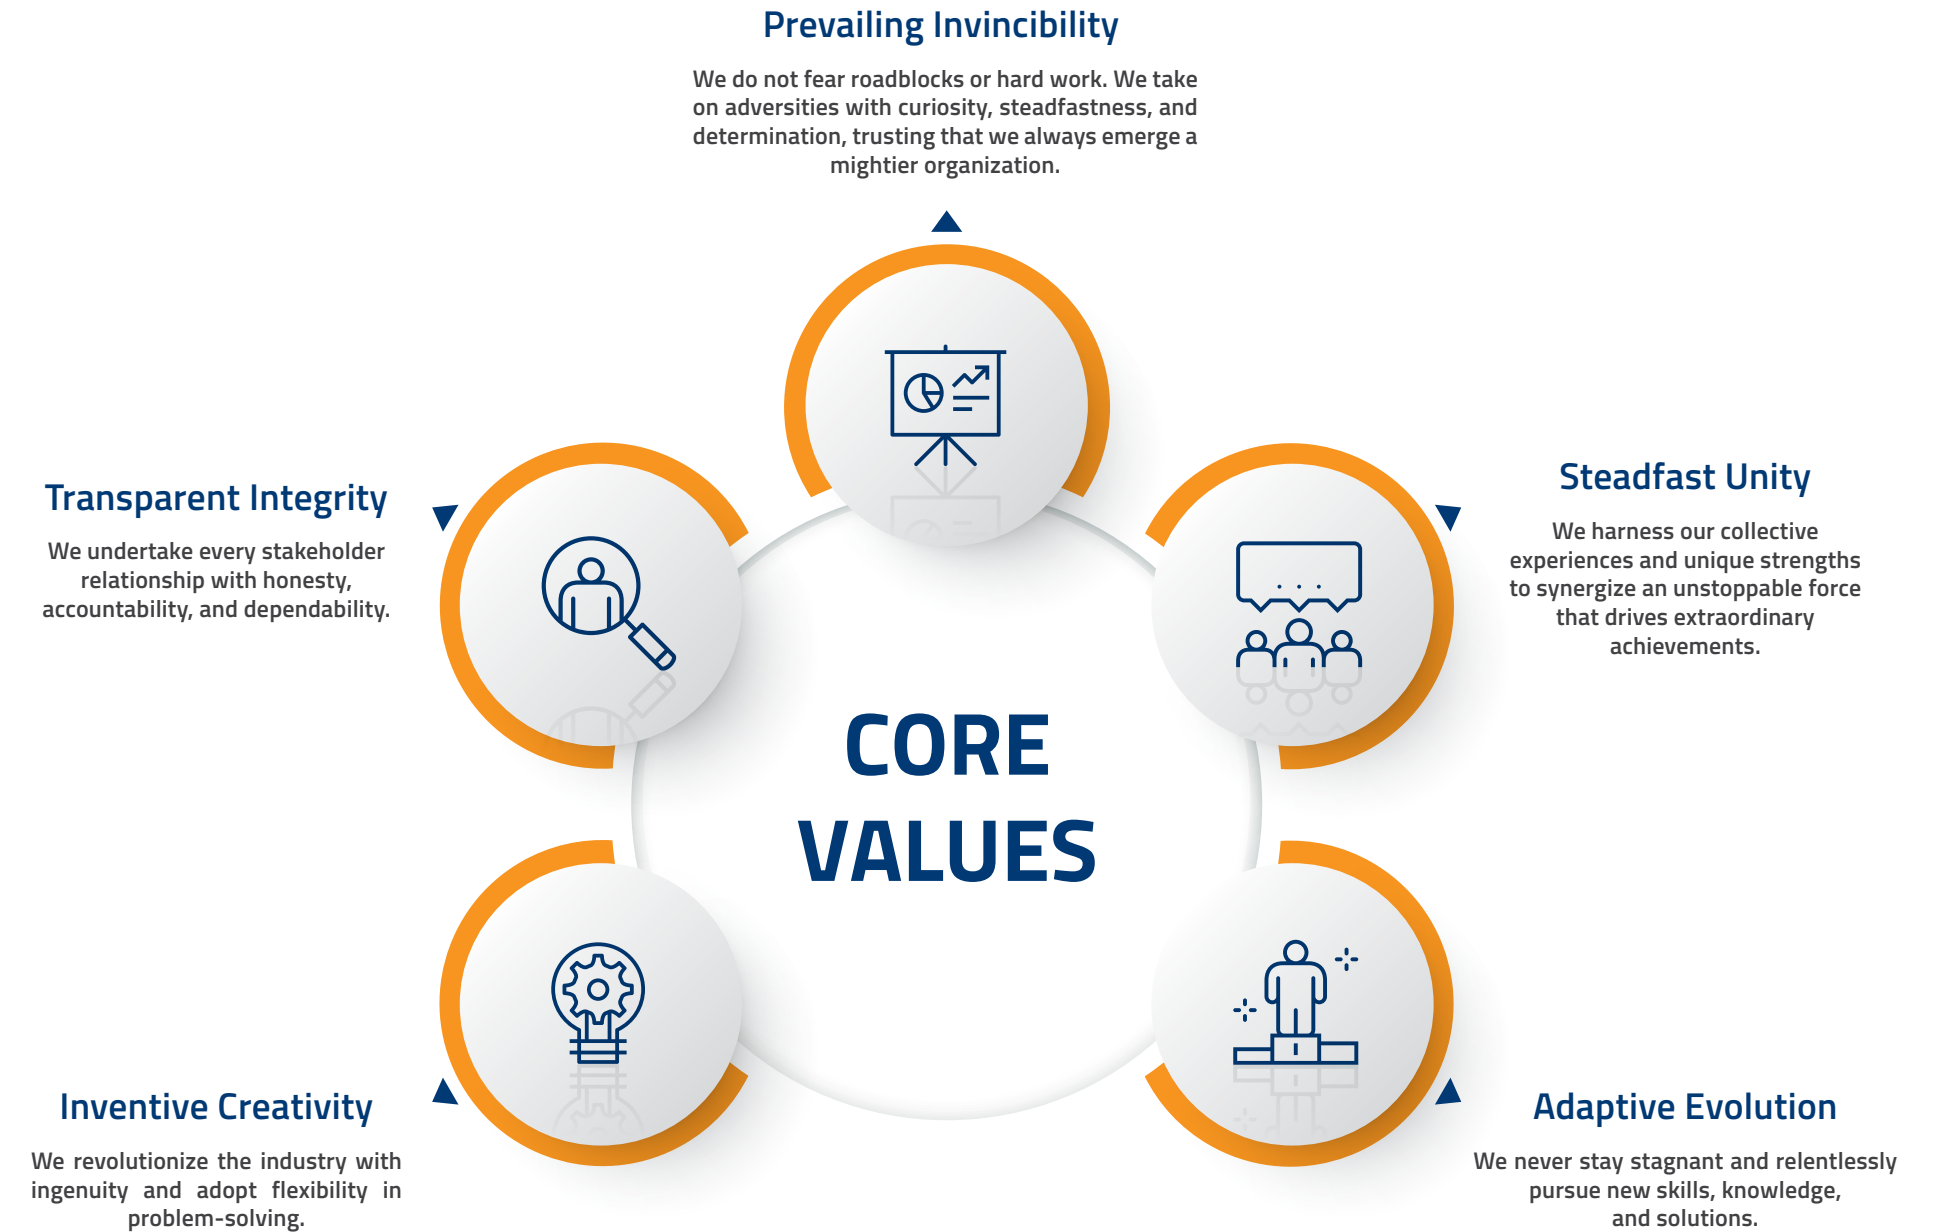 Prevailing Invincibility
We do not fear roadblocks or hard work. We take
on adversities with curiosity, steadfastness, and
determination, trusting that we always emerge a
mightier organization.
Transparent Integrity
We undertake every stakeholder
relationship with honesty,
accountability, and dependability.
Steadfast Unity
We harness our collective
experiences and unique strengths
to synergize an unstoppable force
that drives extraordinary
achievements.
CORE
VALUES
Inventive Creativity
We revolutionize the industry with
ingenuity and adopt flexibility in
problem-solving.
Adaptive Evolution
We never stay stagnant and relentlessly
pursue new skills, knowledge,
and solutions.